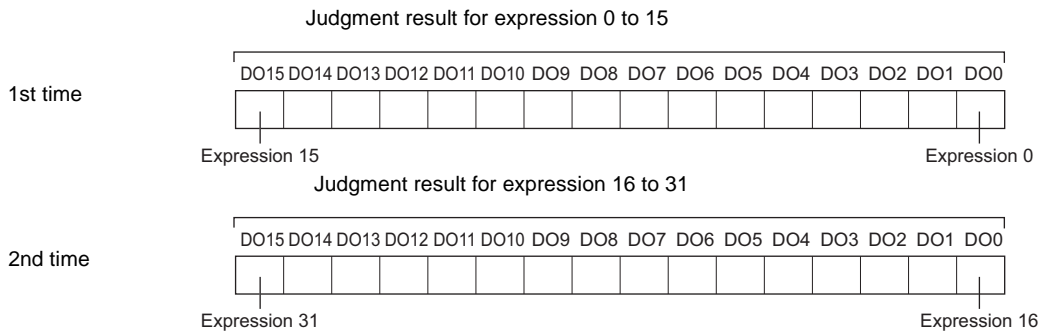 Judgment result for expression 0 to 15
DO15 DO14 DO13 DO12 DO11 DO10 DO9 DO8 DO7 DO6 DO5 DO4 DO3 DO2 DO1 DO0
1st time
Expression 15 Expression 0
Judgment result for expression 16 to 31
DO15 DO14 DO13 DO12 DO11 DO10 DO9 DO8 DO7 DO6 DO5 DO4 DO3 DO2 DO1 DO0
2nd time
Expression 31 Expression 16